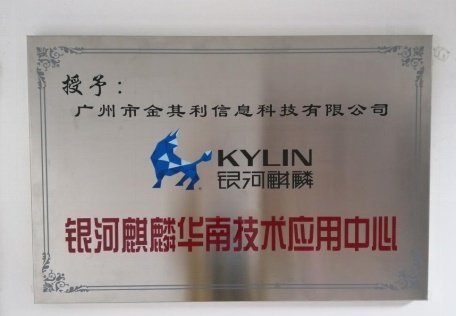 授予：
广州市金其利信息科技有限公司
KYLIN
银河麒麟
银河麒麟华南技术应用中心